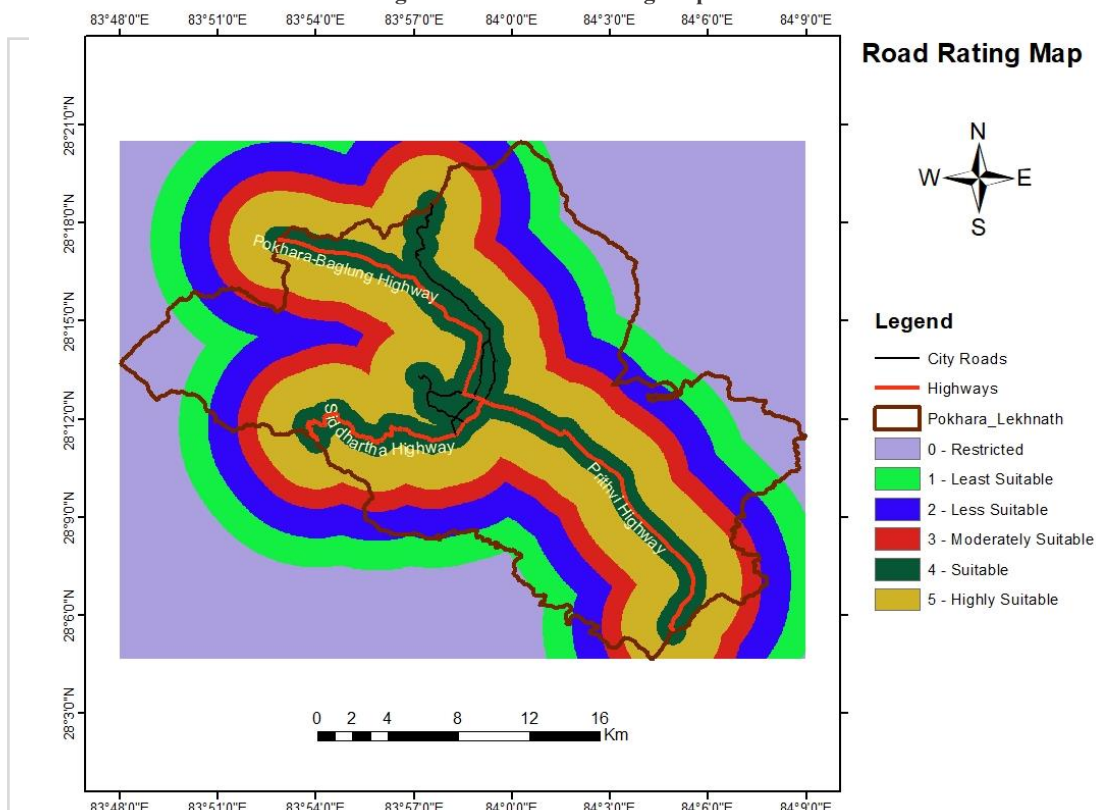 83°48'0"E 83°51'0"E 83°54'0"E 83°57'0"E 84°0'0"E 84°3'0"E 84°6'0"E 84°9'0"E
Road Rating Map
28°21'0"N
28°18'0"N
28°15'0"N
28°12'0"N
28°9'0"N
28°6'0"N
28°3'0"N
N
W E
S
Pokhara-Baglung Highway
Siddhartha Highway
Prithvi Highway
Legend
City Roads
Highways
Pokhara_Lekhnath
0 - Restricted
1 - Least Suitable
2 - Less Suitable
3 - Moderately Suitable
4 - Suitable
5 - Highly Suitable
0 2 4 8 12 16
Km
83°48'0"E 83°51'0"E 83°54'0"E 83°57'0"E 84°0'0"E 84°3'0"E 84°6'0"E 84°9'0"E